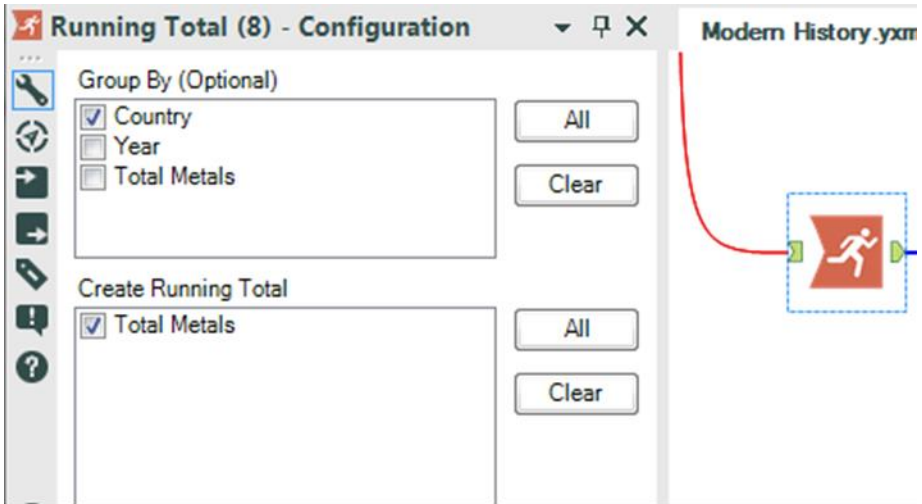 Running Total (8) - Configuration
Modern History.yxm
Group By (Optional)
Country
Year
Total Metals
All
Clear
Create Running Total
Total Metals
All
Clear